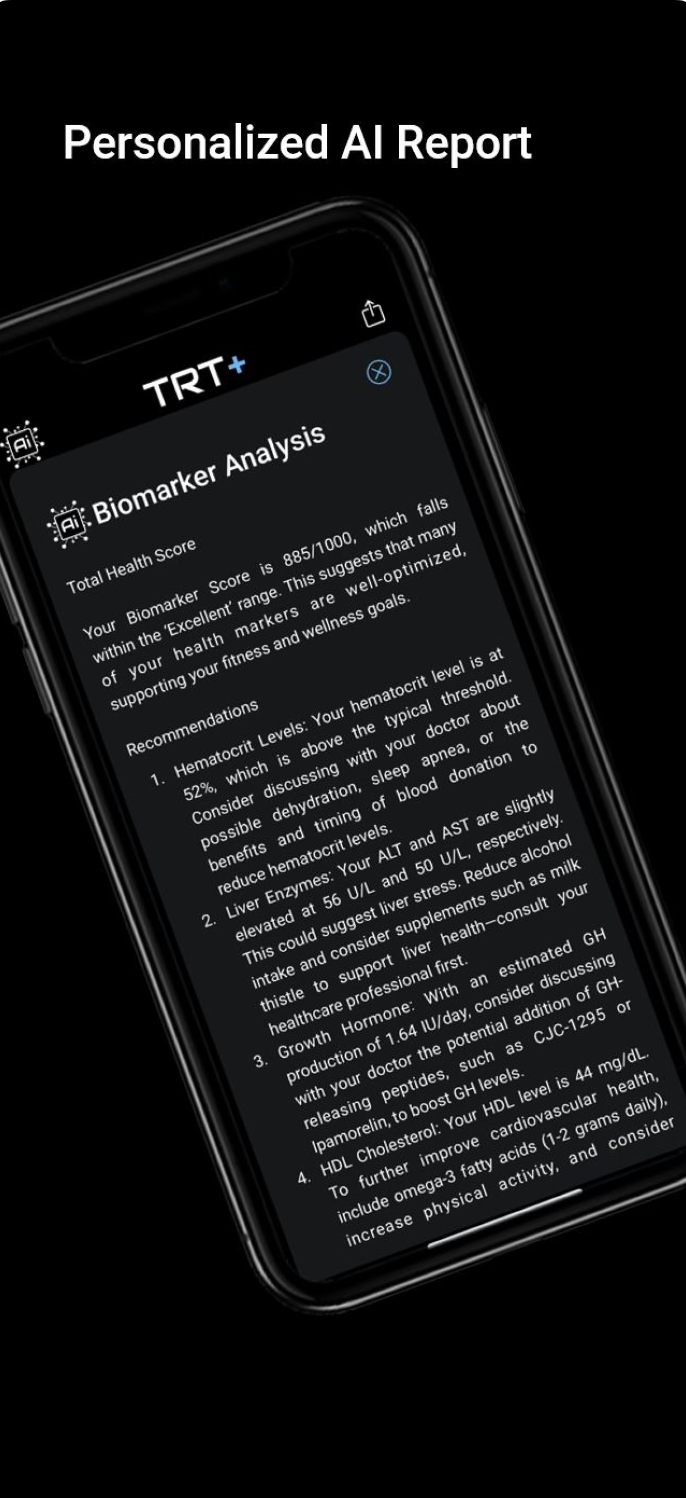 Personalized AI Report
TRT+
Ai
Ai Biomarker Analysis
Total Health Score
Your Biomarker Score is 885/1000, which falls
within the 'Excellent' range. This suggests that many
of your health markers are well-optimized,
supporting your fitness and wellness goals.
Recommendations
1. Hematocrit Levels: Your hematocrit level is at
52%, which is above the typical threshold.
Consider discussing with your doctor about
possible dehydration, sleep apnea, or the
benefits and timing of blood donation to
reduce hematocrit levels.
2. Liver Enzymes: Your ALT and AST are slightly
elevated at 56 U/L and 50 U/L, respectively.
This could suggest liver stress. Reduce alcohol
intake and consider supplements such as milk
thistle to support liver health—consult your
healthcare professional first.
3. Growth Hormone: With an estimated GH
production of 1.64 IU/day, consider discussing
with your doctor the potential addition of GH-
releasing peptides, such as CJC-1295 or
Ipamorelin, to boost GH levels.
4. HDL Cholesterol: Your HDL level is 44 mg/dL.
To further improve cardiovascular health,
include omega-3 fatty acids (1-2 grams daily),
increase physical activity, and consider